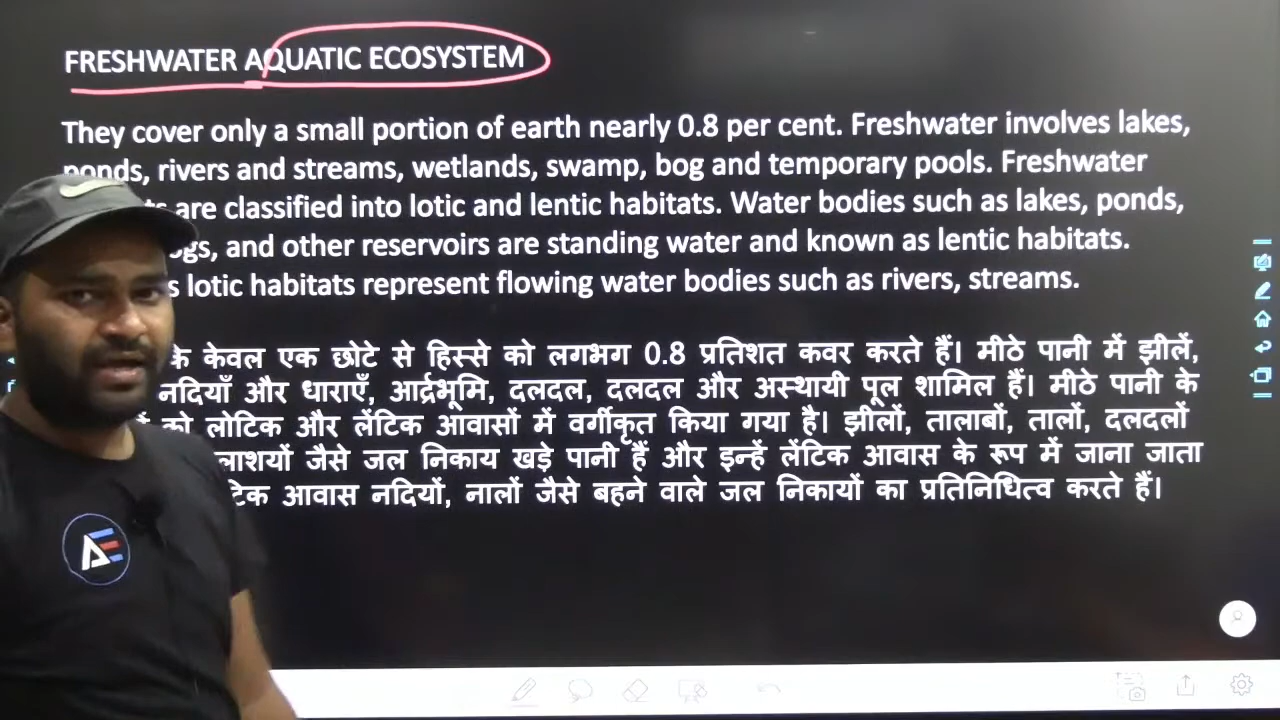 FRESHWATER AQUATIC ECOSYSTEM
They cover only a small portion of earth nearly 0.8 per cent. Freshwater involves lakes,
ponds, rivers and streams, wetlands, swamp, bog and temporary pools. Freshwater
are classified into lotic and lentic habitats. Water bodies such as lakes, ponds,
and other reservoirs are standing water and known as lentic habitats.
lotic habitats represent flowing water bodies such as rivers, streams.
के केवल एक छोटे से हिस्से को लगभग 0.8 प्रतिशत कवर करते हैं। मीठे पानी में झीलें,
नदियाँ और धाराएँ, आर्द्रभूमि, दलदल, दलदल और अस्थायी पूल शामिल हैं। मीठे पानी के
को लोटिक और लेंटिक आवासों में वर्गीकृत किया गया है। झीलों, तालाबों, तालों, दलदलों
जैसे जल निकाय खड़े पानी हैं और इन्हें लेंटिक आवास के रूप में जाना जाता
आवास नदियों, नालों जैसे बहने वाले जल निकायों का प्रतिनिधित्व करते हैं।
AE